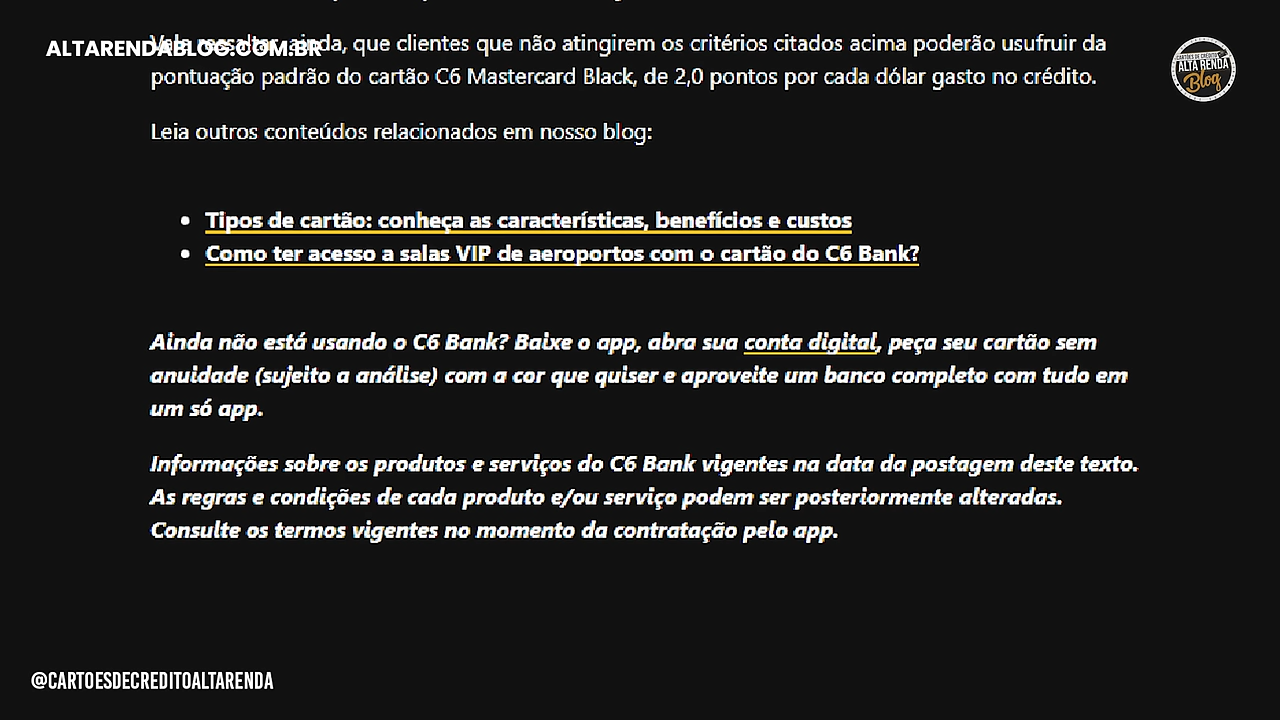 ALTARENDABLOG.COM.BR
Vale ressaltar, ainda, que clientes que não atingirem os critérios citados acima poderão usufruir da
pontuação padrão do cartão C6 Mastercard Black, de 2,0 pontos por cada dólar gasto no crédito.
CARTÕES DE CRÉDITO
ALTA RENDA
Blog
Leia outros conteúdos relacionados em nosso blog:
• Tipos de cartão: conheça as características, benefícios e custos
• Como ter acesso a salas VIP de aeroportos com o cartão do C6 Bank?
Ainda não está usando o C6 Bank? Baixe o app, abra sua conta digital, peça seu cartão sem
anuidade (sujeito a análise) com a cor que quiser e aproveite um banco completo com tudo em
um só app.
Informações sobre os produtos e serviços do C6 Bank vigentes na data da postagem deste texto.
As regras e condições de cada produto e/ou serviço podem ser posteriormente alteradas.
Consulte os termos vigentes no momento da contratação pelo app.
@CARTOESDECREDITOALTARENDA